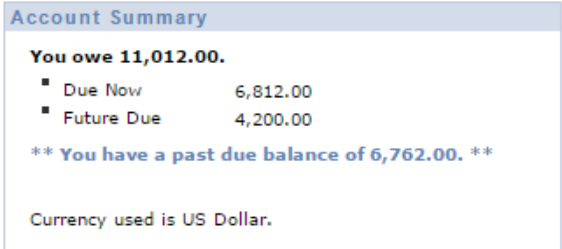 Account Summary
You owe 11,012.00.
Due Now 6,812.00
Future Due 4,200.00
** You have a past due balance of 6,762.00. **
Currency used is US Dollar.